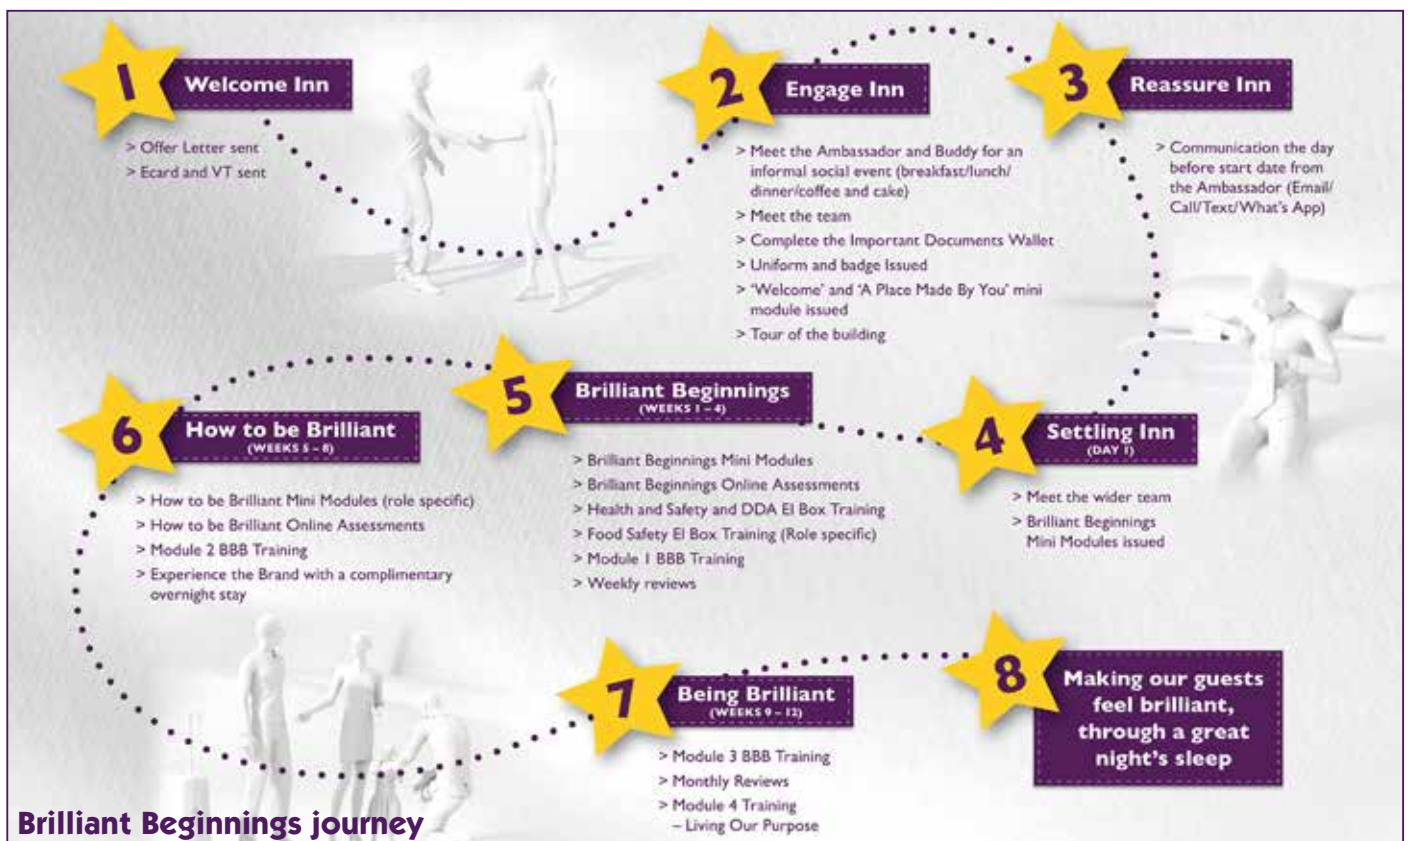 1
Welcome Inn
> Offer Letter sent
> Ecard and VT sent
2
Engage Inn
> Meet the Ambassador and Buddy for an
informal social event (breakfast/lunch/
dinner/coffee and cake)
> Meet the team
> Complete the Important Documents Wallet
> Uniform and badge Issued
> 'Welcome' and 'A Place Made By You' mini
module issued
> Tour of the building
3
Reassure Inn
> Communication the day
before start date from
the Ambassador (Email/
Call/Text/What's App)
4
Settling Inn
(DAY 1)
> Meet the wider team
> Brilliant Beginnings
Mini Modules issued
5
Brilliant Beginnings
(WEEKS 1 – 4)
> Brilliant Beginnings Mini Modules
> Brilliant Beginnings Online Assessments
> Health and Safety and DDA El Box Training
> Food Safety El Box Training (Role specific)
> Module 1 BBB Training
> Weekly reviews
6
How to be Brilliant
(WEEKS 5 – 8)
> How to be Brilliant Mini Modules (role specific)
> How to be Brilliant Online Assessments
> Module 2 BBB Training
> Experience the Brand with a complimentary
overnight stay
7
Being Brilliant
(WEEKS 9 – 12)
> Module 3 BBB Training
> Monthly Reviews
> Module 4 Training
– Living Our Purpose
8
Making our guests
feel brilliant,
through a great
night's sleep
Brilliant Beginnings journey